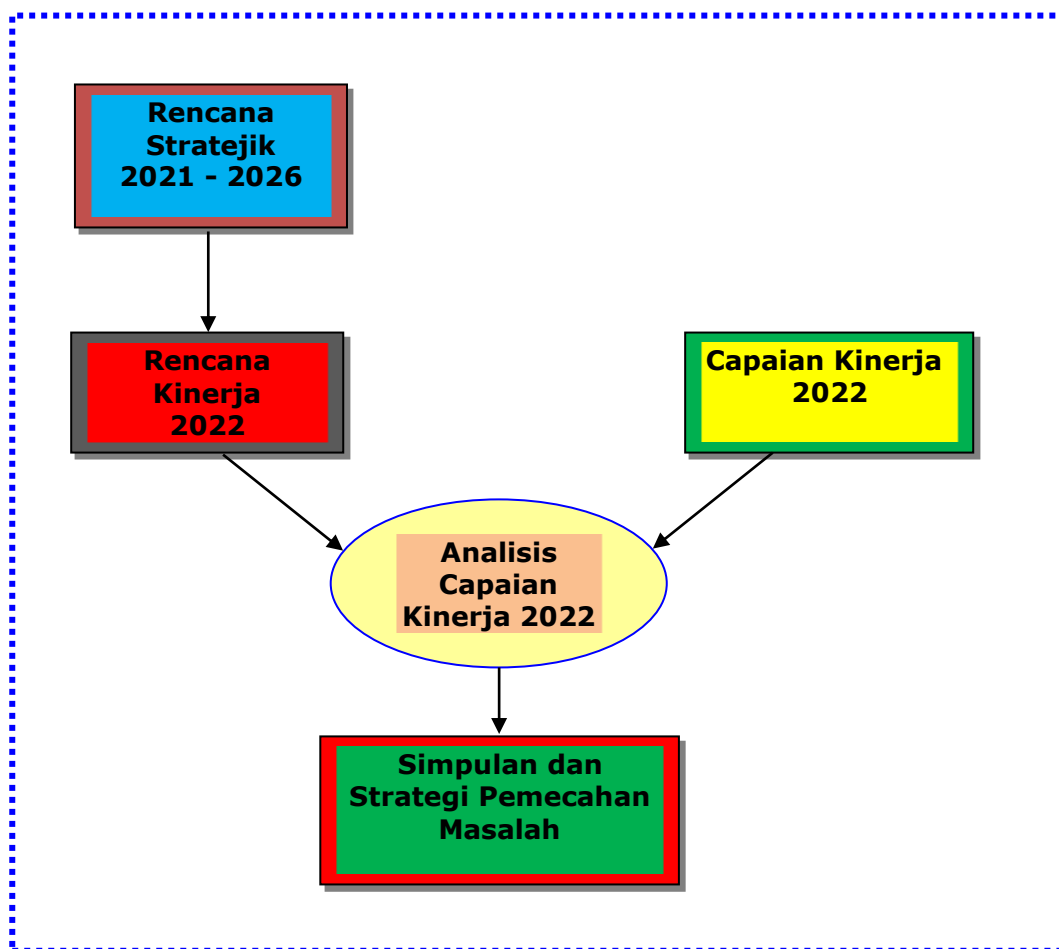 Rencana
Stratejik
2021 - 2026
Rencana
Kinerja
2022
Capaian Kinerja
2022
Analisis
Capaian
Kinerja 2022
Simpulan dan
Strategi Pemecahan
Masalah